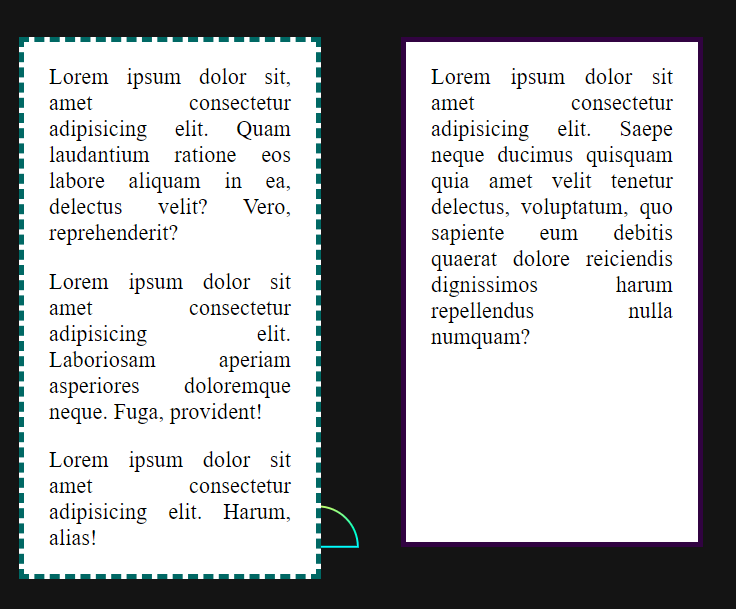 Lorem ipsum dolor sit,
amet consectetur
adipisicing elit. Quam
laudantium ratione eos
labore aliquam in ea,
delectus velit? Vero,
reprehenderit?
Lorem ipsum dolor sit
amet consectetur
adipisicing elit.
Laboriosam aperiam
asperiores doloremque
neque. Fuga, provident!
Lorem ipsum dolor sit
amet consectetur
adipisicing elit. Harum,
alias!
Lorem ipsum dolor sit
amet consectetur
adipisicing elit. Saepe
neque ducimus quisquam
quia amet velit tenetur
delectus, voluptatum, quo
sapiente eum debitis
quaerat dolore reiciendis
dignissimos harum
repellendus nulla
numquam?